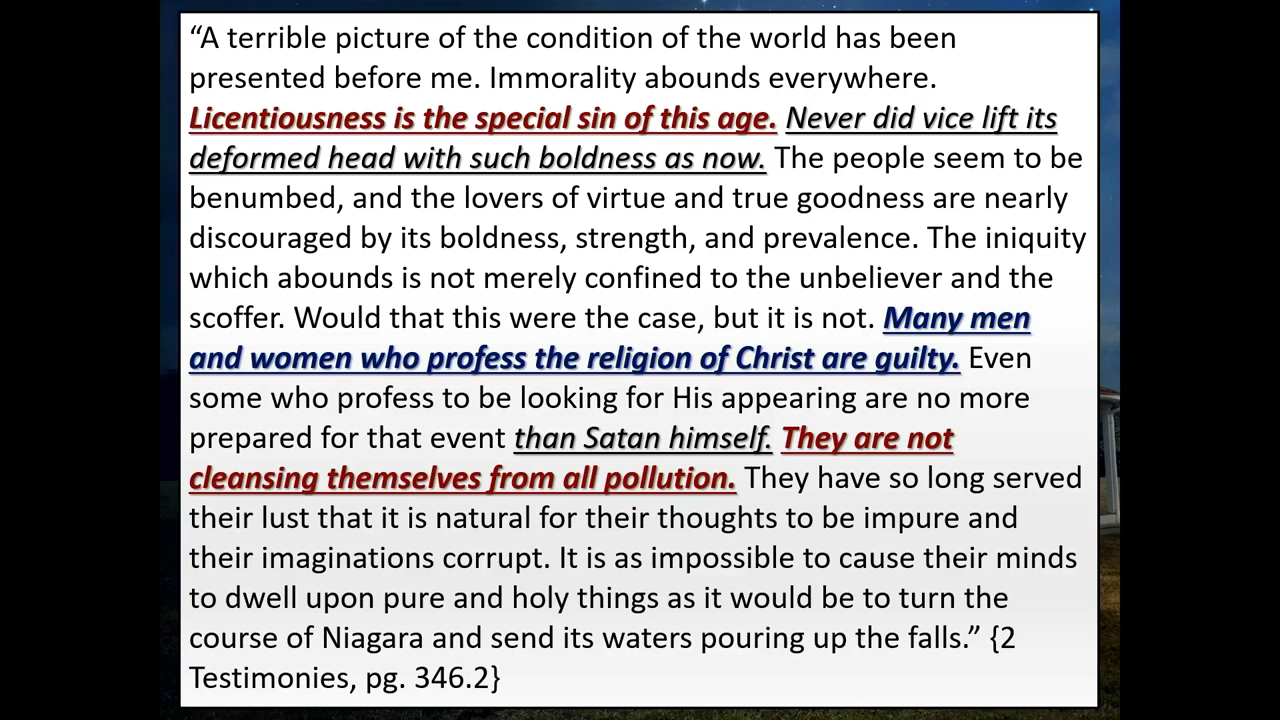 “A terrible picture of the condition of the world has been
presented before me. Immorality abounds everywhere.
Licentiousness is the special sin of this age. Never did vice lift its
deformed head with such boldness as now. The people seem to be
benumbed, and the lovers of virtue and true goodness are nearly
discouraged by its boldness, strength, and prevalence. The iniquity
which abounds is not merely confined to the unbeliever and the
scoffer. Would that this were the case, but it is not. Many men
and women who profess the religion of Christ are guilty. Even
some who profess to be looking for His appearing are no more
prepared for that event than Satan himself. They are not
cleansing themselves from all pollution. They have so long served
their lust that it is natural for their thoughts to be impure and
their imaginations corrupt. It is as impossible to cause their minds
to dwell upon pure and holy things as it would be to turn the
course of Niagara and send its waters pouring up the falls.” {2
Testimonies, pg. 346.2}